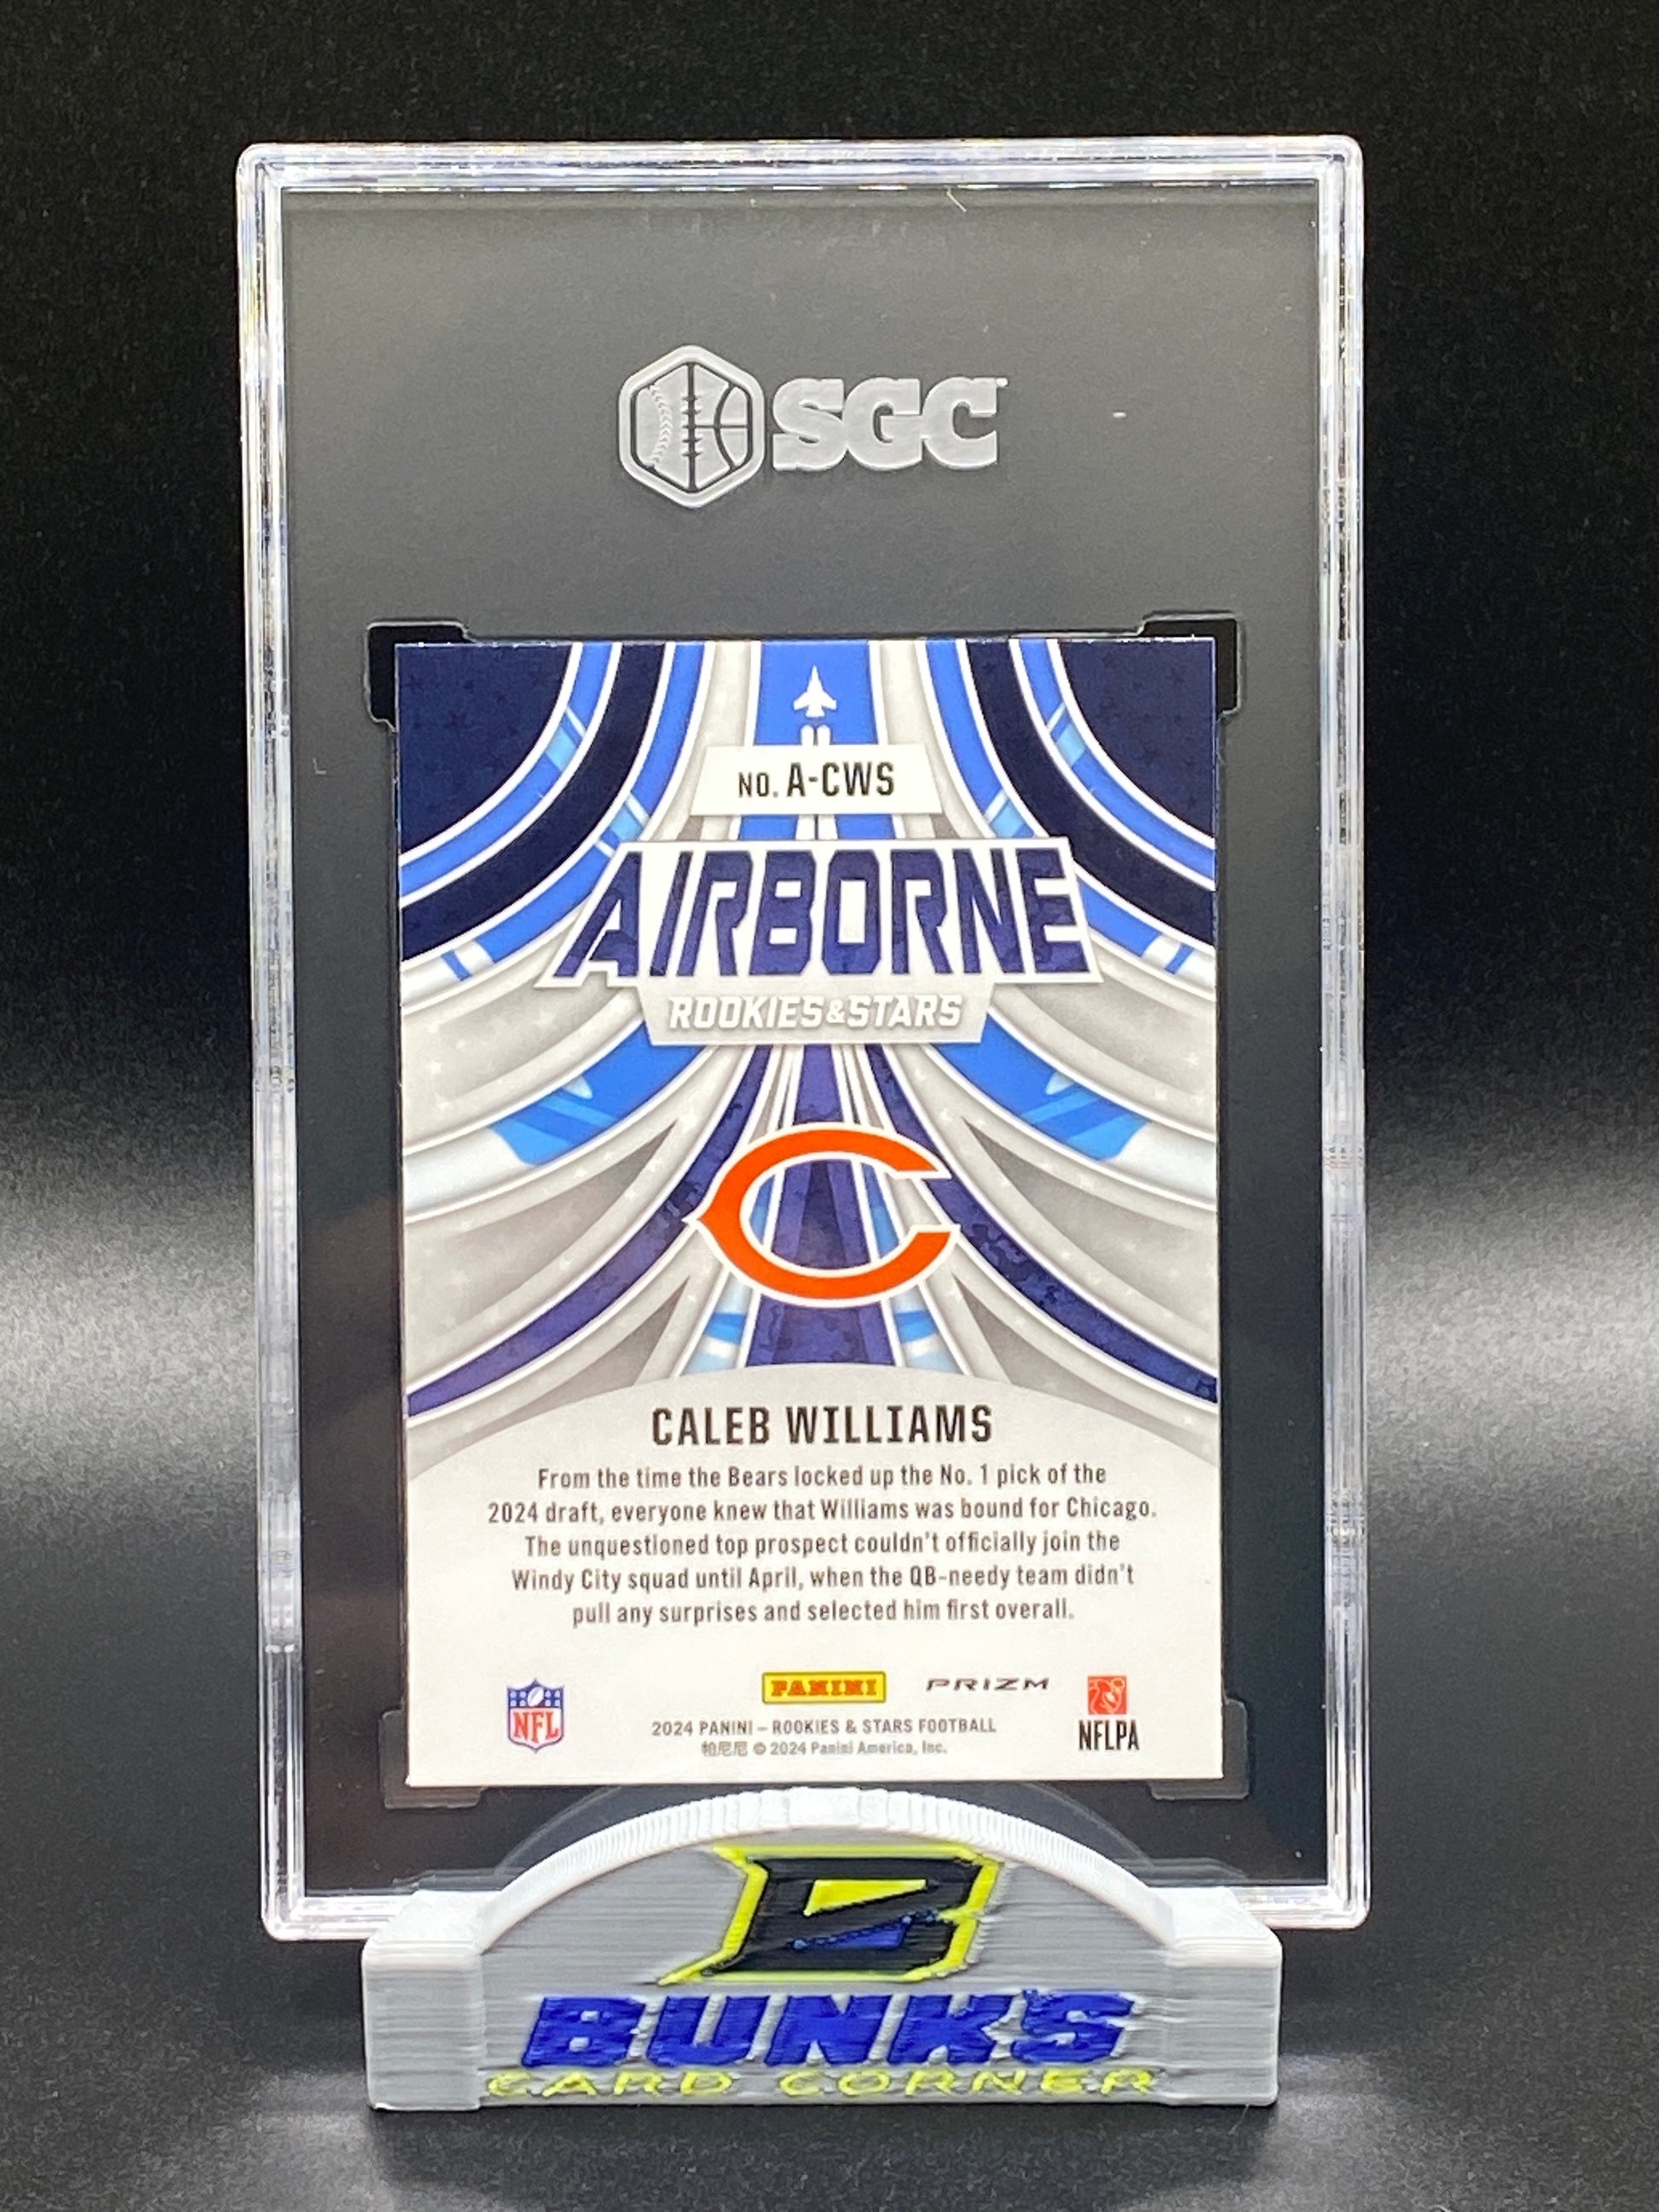 SGC
NO. A-CWS
AIRBORNE
ROOKIES&STARS
CALEB WILLIAMS
From the time the Bears locked up the No. 1 pick of the
2024 draft, everyone knew that Williams was bound for Chicago.
The unquestioned top prospect couldn't officially join the
Windy City squad until April, when the QB-needy team didn't
pull any surprises and selected him first overall.
NFL
PANINI
PRIZM
NFLPA
2024 PANINI – ROOKIES & STARS FOOTBALL
帕尼尼 © 2024 Panini America, Inc.
B
BUNKS
CARD CORNER